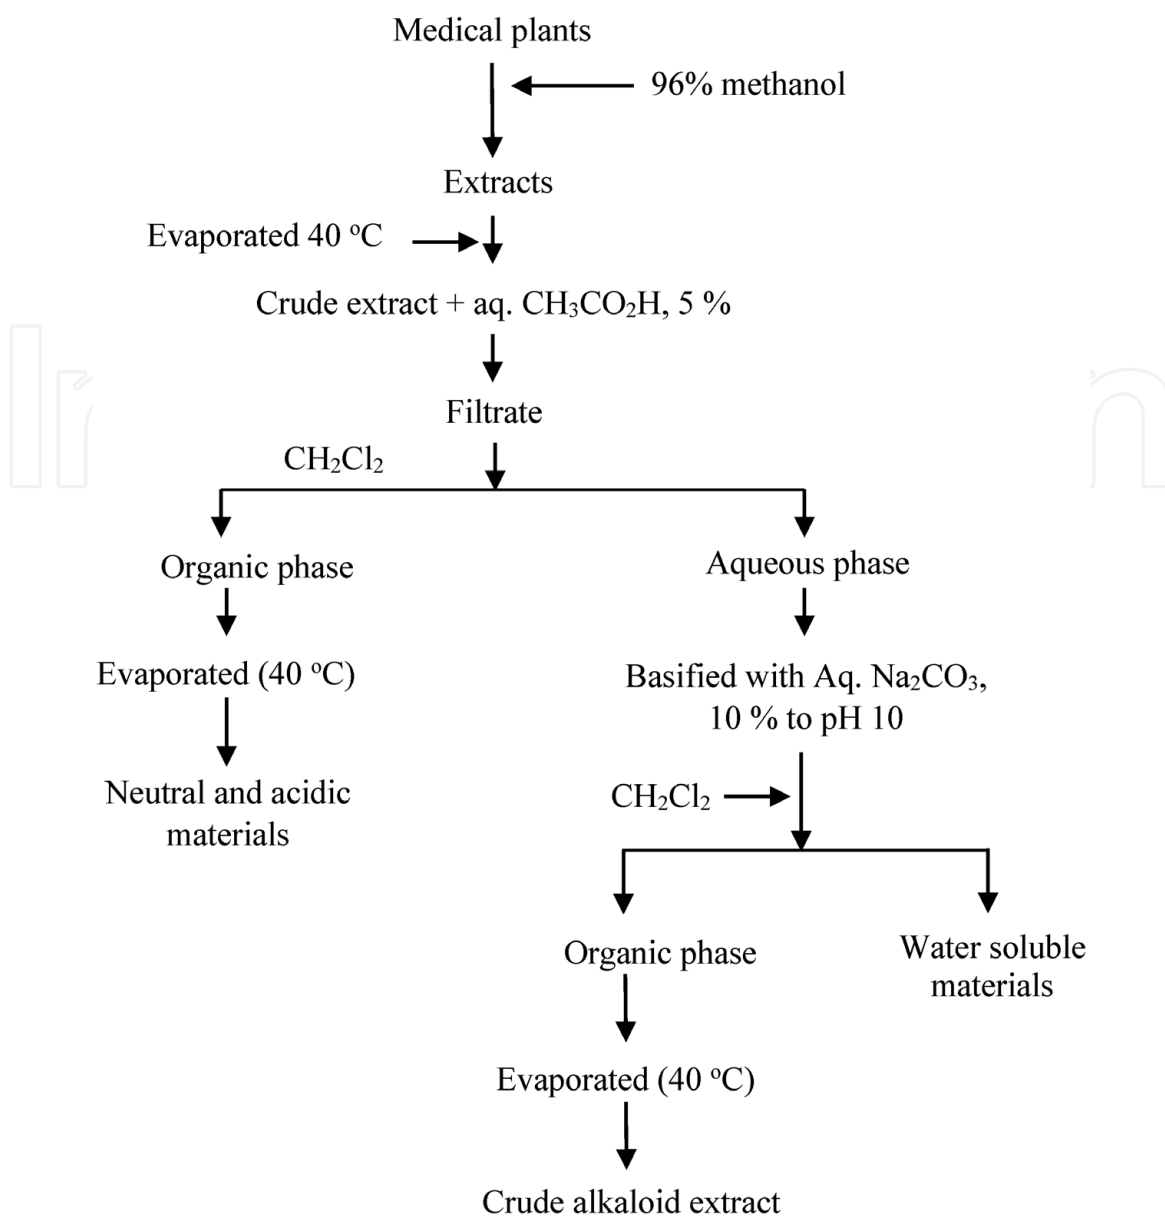 Medical plants
96% methanol
Extracts
Evaporated 40 °C
Crude extract + aq. CH₃CO₂H, 5 %
Filtrate
CH₂Cl₂
Organic phase
Aqueous phase
Evaporated (40 °C)
Basified with Aq. Na₂CO₃,
10 % to pH 10
Neutral and acidic
materials
CH₂Cl₂
Organic phase
Water soluble
materials
Evaporated (40 °C)
Crude alkaloid extract